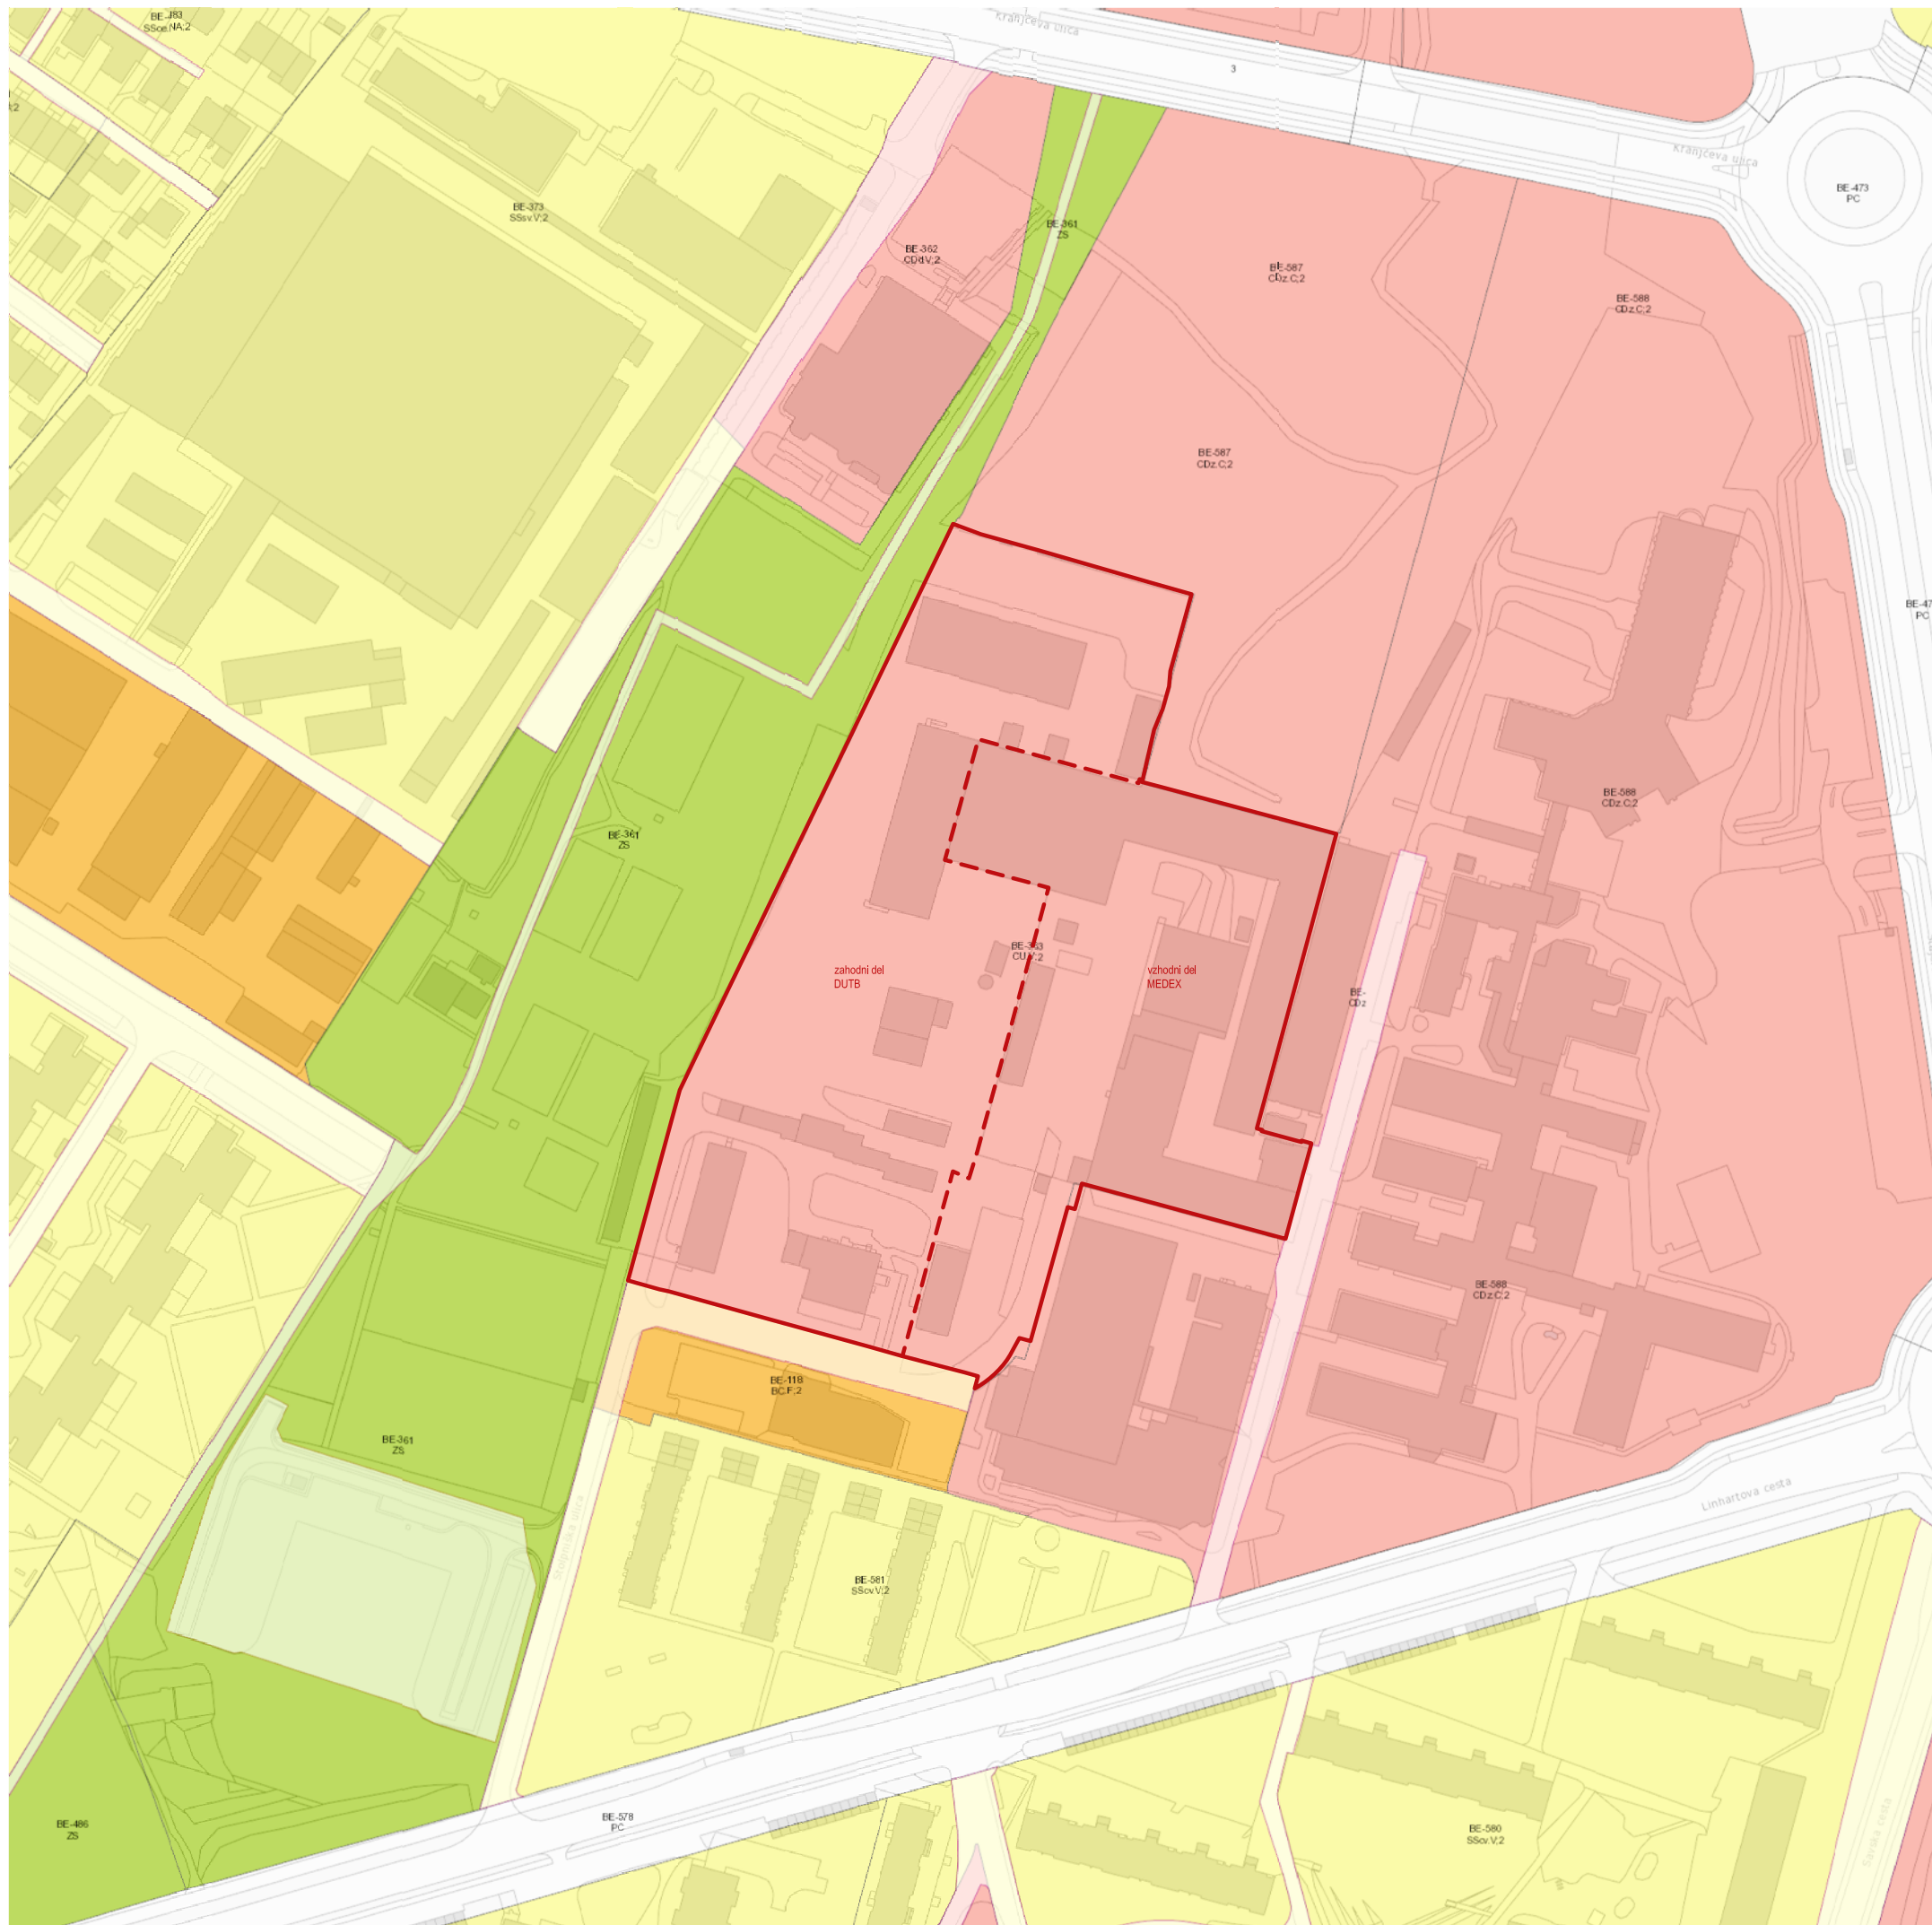 SSce.NA;2
Kranjčeva ulica
3
Kranjčeva ulica
BE-473
PC
BE-373
SSsv.V;2
BE-362
CDd.V;2
BE-361
ZS
BE-587
CDz.C;2
BE-588
CDz.C;2
BE-587
CDz.C;2
PC
BE-361
ZS
BE-588
CDz.C;2
zahodni del
DUTB
vzhodni del
MEDEX
BE-
CDz
BE-588
CDz.C;2
BE-118
BC.F;2
BE-361
ZS
BE-581
SScv.V;2
Linhartova cesta
BE-486
ZS
BE-578
PC
BE-580
SScv.V;2
Savska cesta